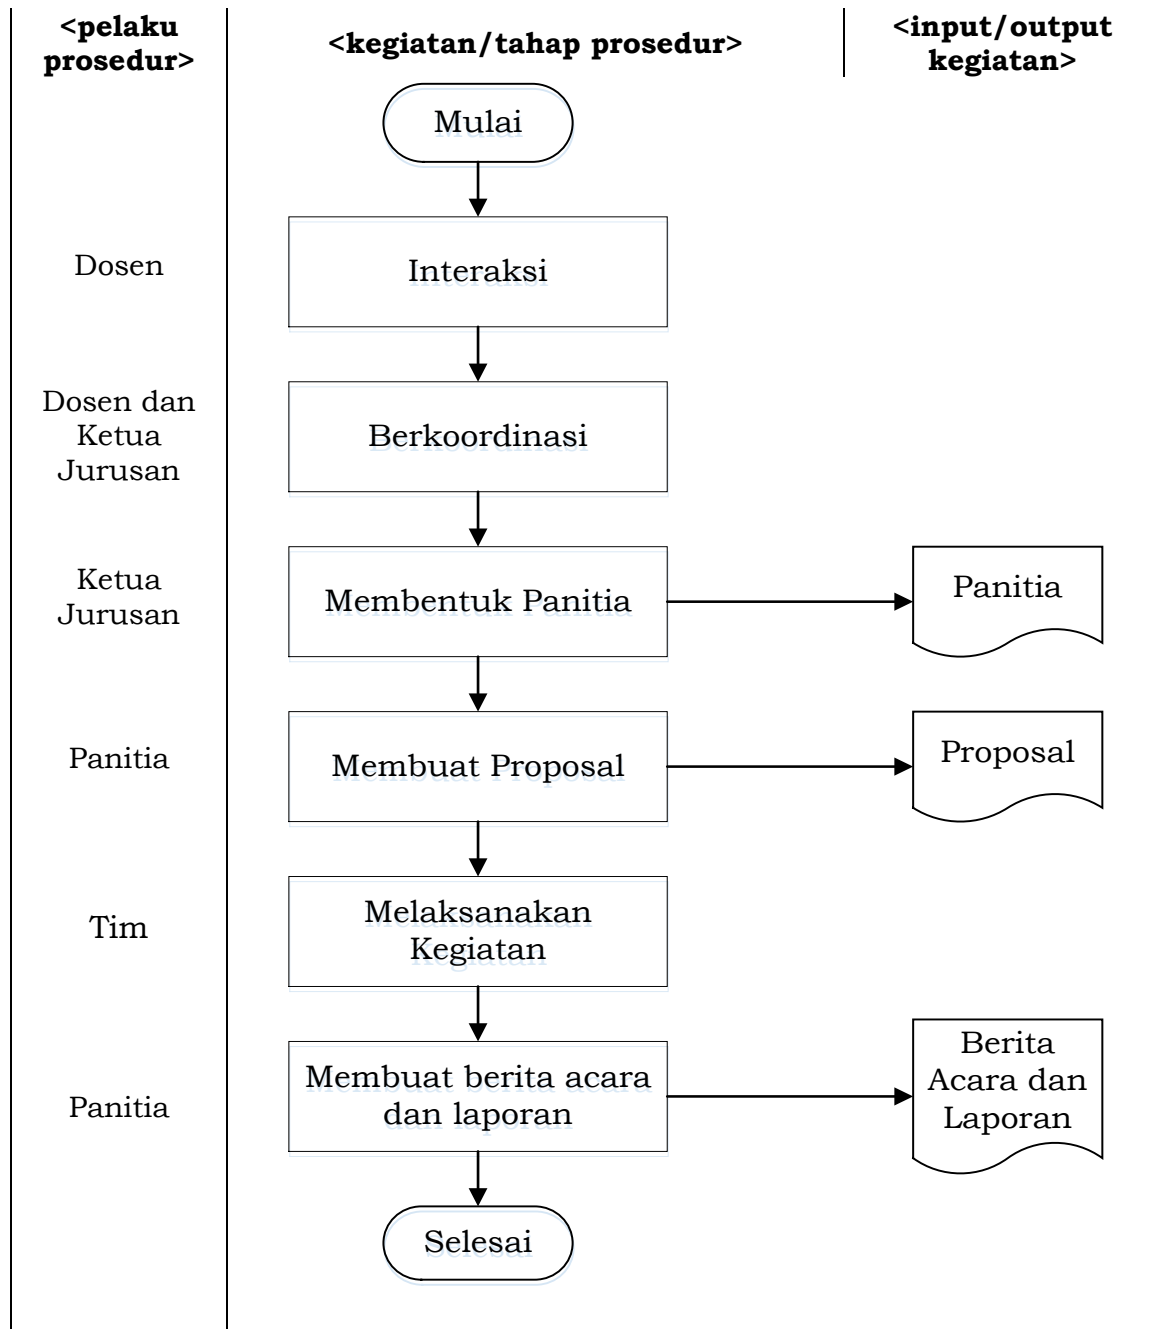 <pelaku
prosedur>
<kegiatan/tahap prosedur>
<input/output
kegiatan>
Mulai
Dosen
Interaksi
Dosen dan
Ketua
Jurusan
Berkoordinasi
Ketua
Jurusan
Membentuk Panitia
Panitia
Panitia
Membuat Proposal
Proposal
Tim
Melaksanakan
Kegiatan
Panitia
Membuat berita acara
dan laporan
Berita
Acara dan
Laporan
Selesai